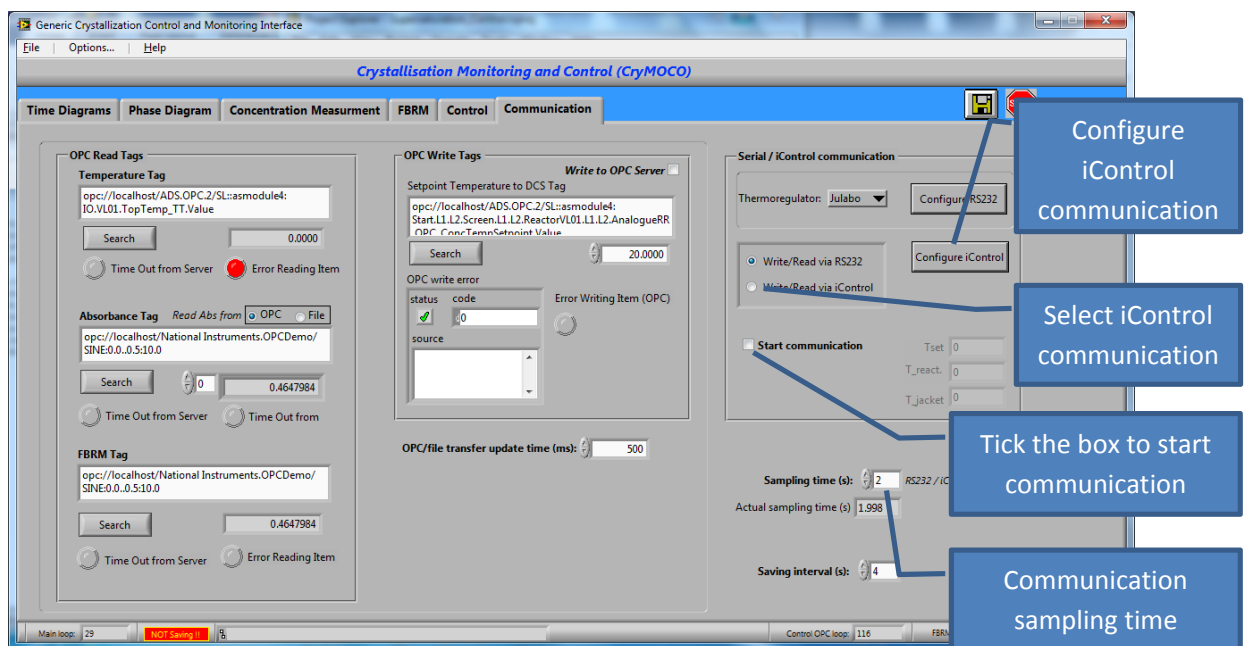 Generic Crystallization Control and Monitoring Interface
File | Options... | Help
Crystallisation Monitoring and Control (CryMOCO)
Time Diagrams Phase Diagram Concentration Measurment FBRM Control Communication
OPC Read Tags
Temperature Tag
opc://localhost/ADS.OPC.2/SL::asmodule4:
IO.VL01.TopTemp_TT.Value
Search 0.0000
Time Out from Server Error Reading Item
Absorbance Tag Read Abs from OPC File
opc://localhost/National Instruments.OPCDemo/
SINE:0.0..0.5:10.0
Search 0 0.4647984
Time Out from Server Time Out from
FBRM Tag
opc://localhost/National Instruments.OPCDemo/
SINE:0.0..0.5:10.0
Search 0.4647984
Time Out from Server Error Reading Item
OPC Write Tags
Write to OPC Server
Setpoint Temperature to DCS Tag
opc://localhost/ADS.OPC.2/SL::asmodule4:
Start.L1.L2.Screen.L1.L2.ReactorVL01.L1.L2.AnalogueRR
OPC_ConcTempSetpoint.Value
Search 20.0000
OPC write error
status code Error Writing Item (OPC)
0
source
OPC/file transfer update time (ms): 500
Serial / iControl communication
Thermoregulator: Julabo Configure RS232
Write/Read via RS232 Configure iControl
Write/Read via iControl
Start communication Tset 0
T_react. 0
T_jacket 0
Sampling time (s): 2 RS232 /
Actual sampling time (s) 1.998
Saving interval (s): 4
Configure
iControl
communication
Select iControl
communication
Tick the box to start
communication
Communication
sampling time
Main loop: 29 NOT Saving !! Control OPC loop: 116 FBRM